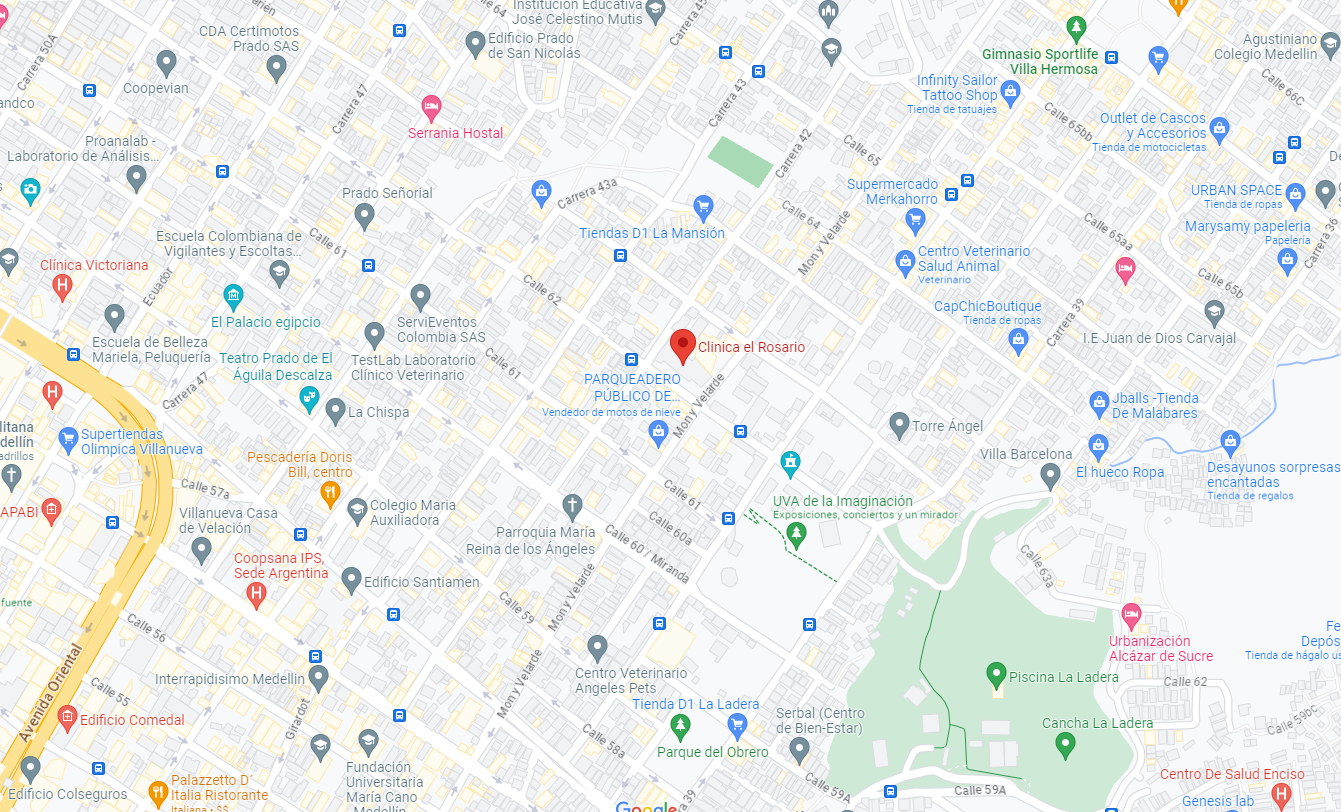 Institución Educativa
José Celestino Mutis
Calle 64
Carrera 45
CDA Certimotos
Prado SAS
Carrera 50A
Edificio Prado
de San Nicolás
Gimnasio Sportlife
Villa Hermosa
Agustiniano
Colegio Medellin
Coopevian
andco
Carrera 47
Carrera 43
Infinity Sailor
Tattoo Shop
Tienda de tatuajes
Calle 66C
Calle 65bb
Outlet de Cascos
y Accesorios
Tienda de motocicletas
Serrania Hostal
Proanalab -
Laboratorio de Análisis...
Carrera 42
Calle 65
Prado Señorial
Carrera 43a
Supermercado
Merkahorro
URBAN SPACE
Tienda de ropas
Calle 64
Marysamy papeleria
Papelería
Tiendas D1 La Mansión
Calle 65aa
Carrera 36
Escuela Colombiana de
Vigilantes y Escoltas...
Calle 61
Mon y Velarde
Centro Veterinario
Salud Animal
Veterinario
Clínica Victoriana
Ecuador
Calle 62
Calle 65b
El Palacio egipcio
ServiEventos
Colombia SAS
CapChicBoutique
Tienda de ropas
Carrera 39
I.E Juan de Dios Carvajal
Escuela de Belleza
Mariela, Peluquería
Teatro Prado de El
Águila Descalza
TestLab Laboratorio
Clínico Veterinario
Calle 61
Clinica el Rosario
PARQUEADERO
PÚBLICO DE...
Vendedor de motos de nieve
Carrera 47
Mon y Velarde
La Chispa
Torre Ángel
Jballs -Tienda
De Malabares
litana
dellín
adrillos
Supertiendas
Olimpica Villanueva
Pescadería Doris
Bill, centro
Villa Barcelona
El hueco Ropa
Desayunos sorpresas
encantadas
Tienda de regalos
Calle 57a
Calle 61
UVA de la Imaginación
Exposiciones, conciertos y un mirador
APABI
Villanueva Casa
de Velación
Colegio Maria
Auxiliadora
Parroquia María
Reina de los Ángeles
Calle 60a
Calle 60 / Miranda
Coopsana IPS,
Sede Argentina
Edificio Santiamen
Calle 63a
Mon y Velarde
Calle 59
fuente
Calle 56
Urbanización
Alcázar de Sucre
Fe
Depós
Tienda de hágalo us
Avenida Oriental
Interrapidisimo Medellin
Centro Veterinario
Angeles Pets
Piscina La Ladera
Calle 62
Mon y Velarde
Calle 55
Girardot
Edificio Comedal
Tienda D1 La Ladera
Serbal (Centro
de Bien-Estar)
Cancha La Ladera
Calle 59bc
Calle 58a
Parque del Obrero
Edificio Colseguros
Palazzetto D´
Italia Ristorante
Italiana • $$
Fundación
Universitaria
María Cano
Medellín
Calle 59A
Calle 59A
Centro De Salud Enciso
Google
39
Genesis lab